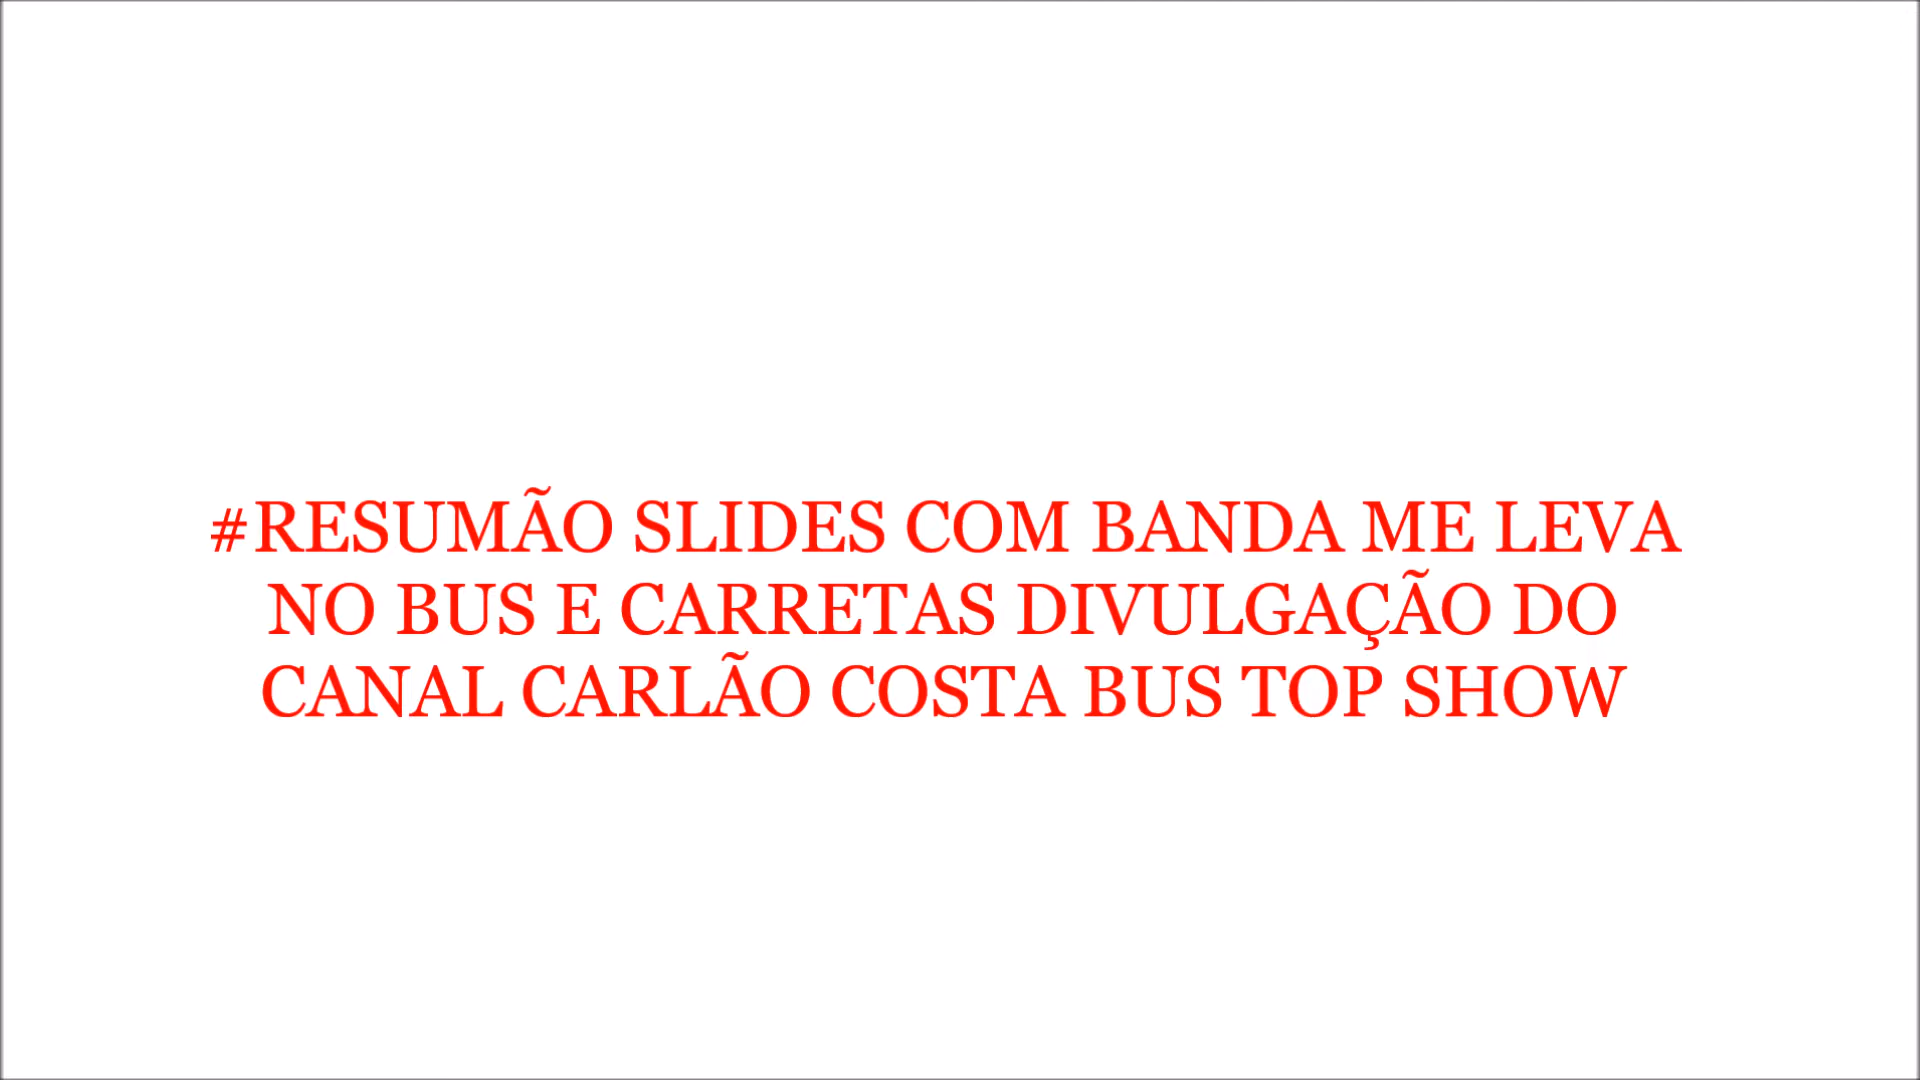 #RESUMÃO SLIDES COM BANDA ME LEVA
NO BUS E CARRETAS DIVULGAÇÃO DO
CANAL CARLÃO COSTA BUS TOP SHOW